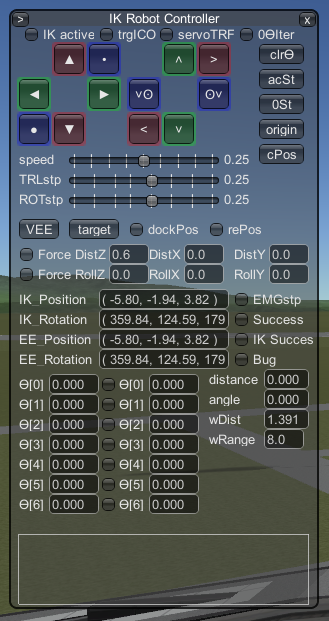 > IK Robot Controller x
IK active trgICO servoTRF 0ΘIter
▲ • ˄ > clrΘ
◄ ► ˅ʘ ʘ˅ acSt
● ▼ < ˅ 0St
origin
cPos
speed 0.25
TRLstp 0.25
ROTstp 0.25
VEE target dockPos rePos
Force DistZ 0.6 DistX 0.0 DistY 0.0
Force RollZ 0.0 RollX 0.0 RollY 0.0
IK_Position ( -5.80, -1.94, 3.82 ) EMGstp
IK_Rotation ( 359.84, 124.59, 179 Success
EE_Position ( -5.80, -1.94, 3.82 ) IK Succes
EE_Rotation ( 359.84, 124.59, 179 Bug
Θ[0] 0.000 Θ[0] 0.000 distance 0.000
Θ[1] 0.000 Θ[1] 0.000 angle 0.000
Θ[2] 0.000 Θ[2] 0.000 wDist 1.391
Θ[3] 0.000 Θ[3] 0.000 wRange 8.0
Θ[4] 0.000 Θ[4] 0.000
Θ[5] 0.000 Θ[5] 0.000
Θ[6] 0.000 Θ[6] 0.000